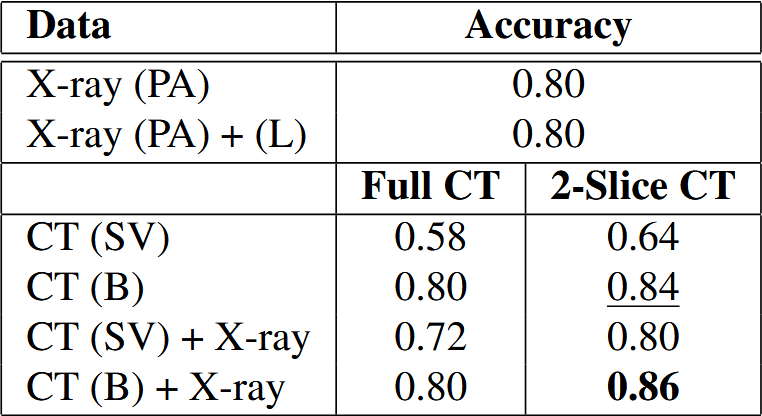 Data Accuracy
X-ray (PA) 0.80
X-ray (PA) + (L) 0.80
Full CT 2-Slice CT
CT (SV) 0.58 0.64
CT (B) 0.80 0.84
CT (SV) + X-ray 0.72 0.80
CT (B) + X-ray 0.80 0.86